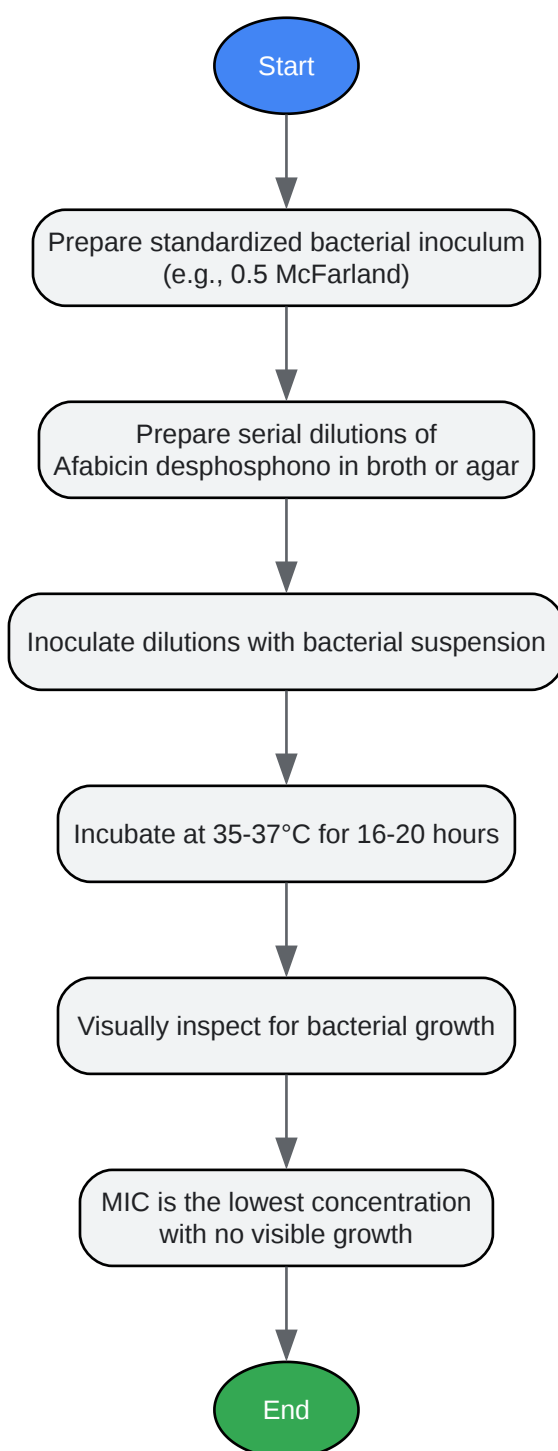 Start
Prepare standardized bacterial inoculum
(e.g., 0.5 McFarland)
Prepare serial dilutions of
Afabicin desphosphono in broth or agar
Inoculate dilutions with bacterial suspension
Incubate at 35-37°C for 16-20 hours
Visually inspect for bacterial growth
MIC is the lowest concentration
with no visible growth
End